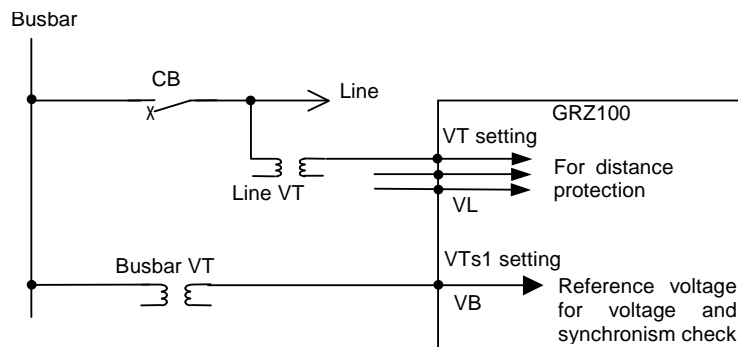 Busbar
CB
Line
GRZ100
VT setting
For distance
protection
Line VT
VL
VTs1 setting
Busbar VT
VB
Reference voltage
for voltage and
synchronism check